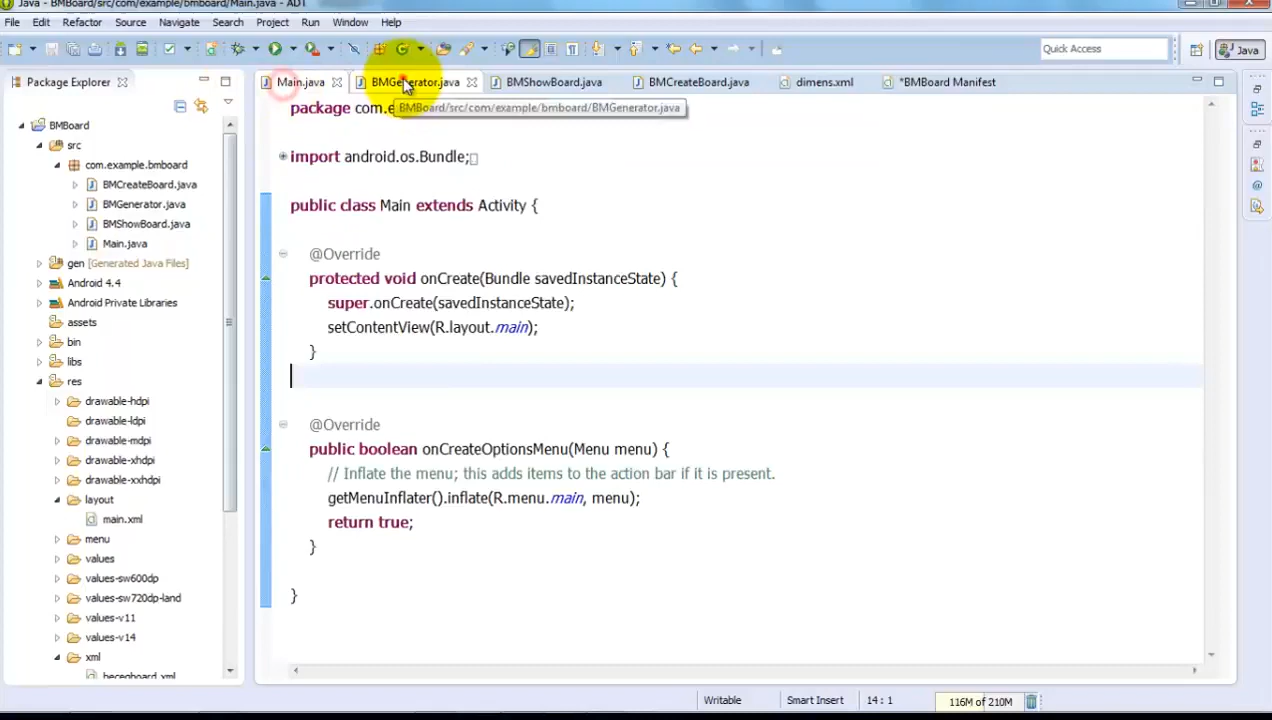 Java - BMBoard/src/com/example/bmboard/Main.java - ADT
File Edit Refactor Source Navigate Search Project Run Window Help
Quick Access Java
Package Explorer
Main.java BMGenerator.java BMShowBoard.java BMCreateBoard.java dimens.xml *BMBoard Manifest
BMBoard/src/com/example/bmboard/BMGenerator.java
BMBoard
src
com.example.bmboard
BMCreateBoard.java
BMGenerator.java
BMShowBoard.java
Main.java
gen [Generated Java Files]
Android 4.4
Android Private Libraries
assets
bin
libs
res
drawable-hdpi
drawable-ldpi
drawable-mdpi
drawable-xhdpi
drawable-xxhdpi
layout
main.xml
menu
values
values-sw600dp
values-sw720dp-land
values-v11
values-v14
xml
package com.e
import android.os.Bundle;
public class Main extends Activity {
@Override
protected void onCreate(Bundle savedInstanceState) {
super.onCreate(savedInstanceState);
setContentView(R.layout.main);
}
@Override
public boolean onCreateOptionsMenu(Menu menu) {
// Inflate the menu; this adds items to the action bar if it is present.
getMenuInflater().inflate(R.menu.main, menu);
return true;
}
}
Writable Smart Insert 14 : 1 116M of 210M